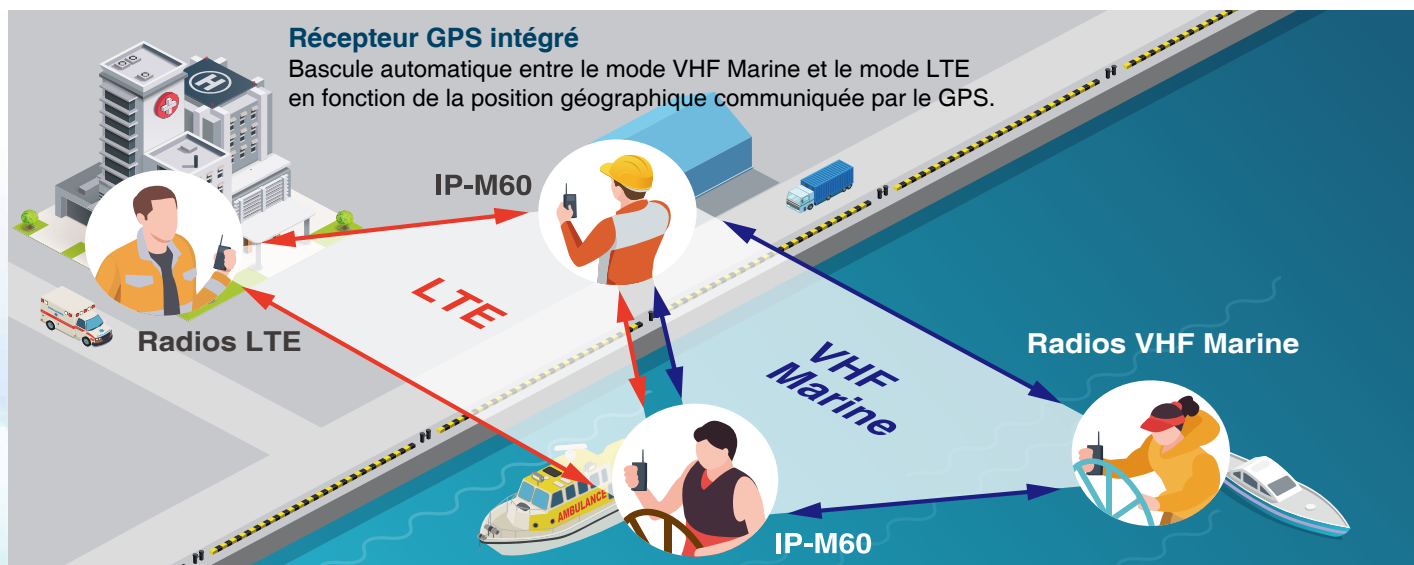 Récepteur GPS intégré
Bascule automatique entre le mode VHF Marine et le mode LTE
en fonction de la position géographique communiquée par le GPS.
H
IP-M60
LTE
Radios LTE
VHF
Marine
Radios VHF Marine
AMBULANCE
IP-M60